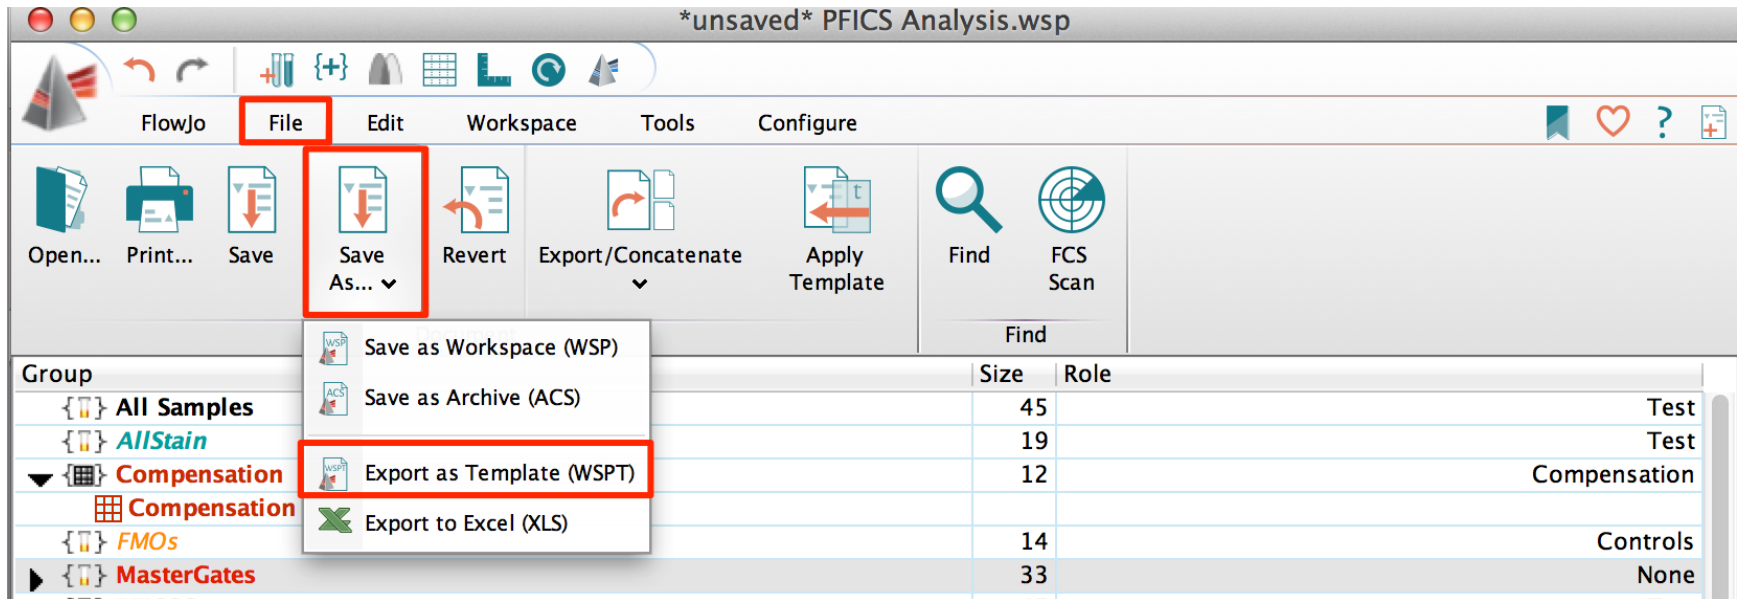 *unsaved* PFICS Analysis.wsp
FlowJo File Edit Workspace Tools Configure
Open... Print... Save Save As... Revert Export/Concatenate Apply Template Find FCS Scan
Find
WSP Save as Workspace (WSP)
ACS Save as Archive (ACS)
WSPT Export as Template (WSPT)
Export to Excel (XLS)
Group Size Role
All Samples 45 Test
AllStain 19 Test
Compensation 12 Compensation
Compensation
FMOs 14 Controls
MasterGates 33 None